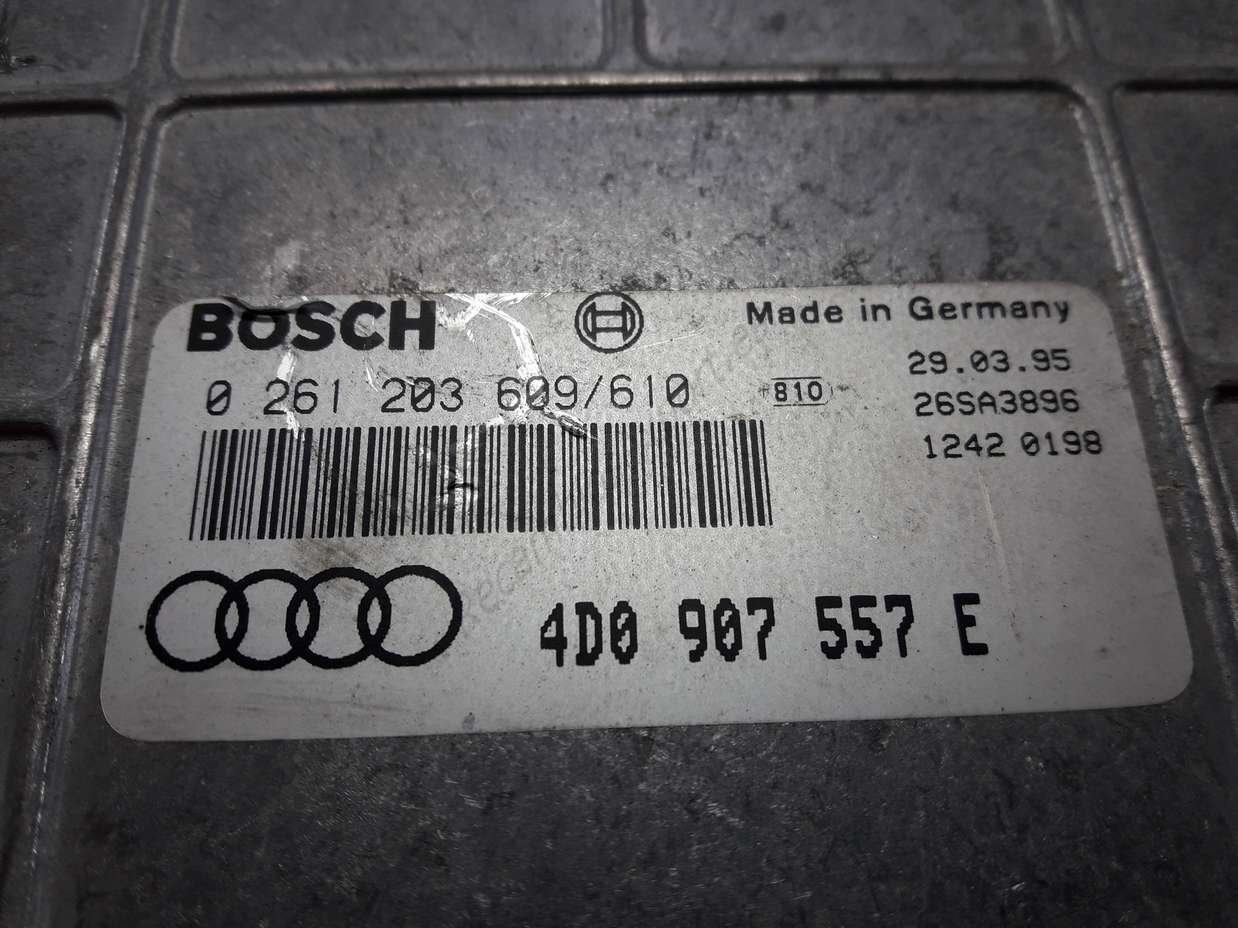 BOSCH
Made in Germany
0 261 203 609/610
810
29.03.95
26SA3896
1242 0198
4D0 907 557 E